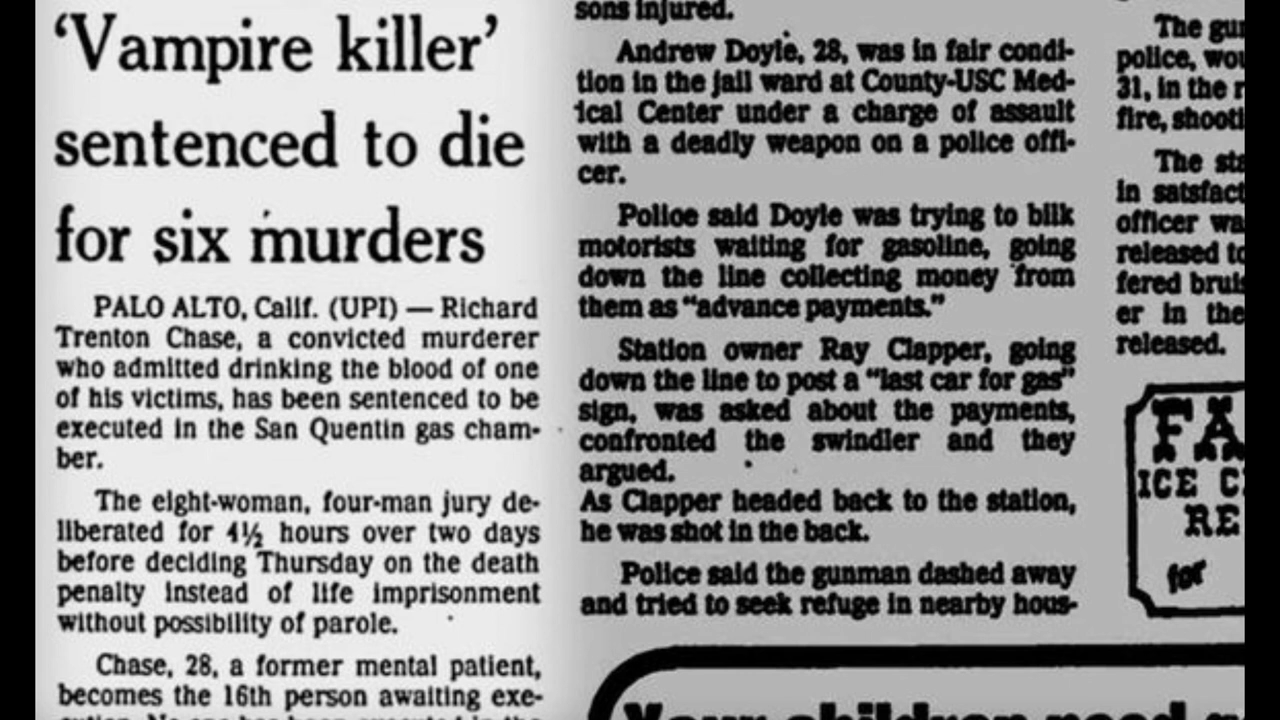 ‘Vampire killer’
sentenced to die
for six murders
PALO ALTO, Calif. (UPI) — Richard
Trenton Chase, a convicted murderer
who admitted drinking the blood of one
of his victims, has been sentenced to be
executed in the San Quentin gas cham-
ber.
The eight-woman, four-man jury de-
liberated for 4½ hours over two days
before deciding Thursday on the death
penalty instead of life imprisonment
without possibility of parole.
Chase, 28, a former mental patient,
becomes the 16th person awaiting exe-
sons injured.
Andrew Doyle, 28, was in fair condi-
tion in the jail ward at County-USC Med-
ical Center under a charge of assault
with a deadly weapon on a police offi-
cer.
Police said Doyle was trying to bilk
motorists waiting for gasoline, going
down the line collecting money from
them as “advance payments.”
Station owner Ray Clapper, going
down the line to post a “last car for gas”
sign, was asked about the payments,
confronted the swindler and they
argued.
As Clapper headed back to the station,
he was shot in the back.
Police said the gunman dashed away
and tried to seek refuge in nearby hous-
The
police,
31, in the
fire,
The
in
officer
released
er in the
released.
ICE
for
Your children need